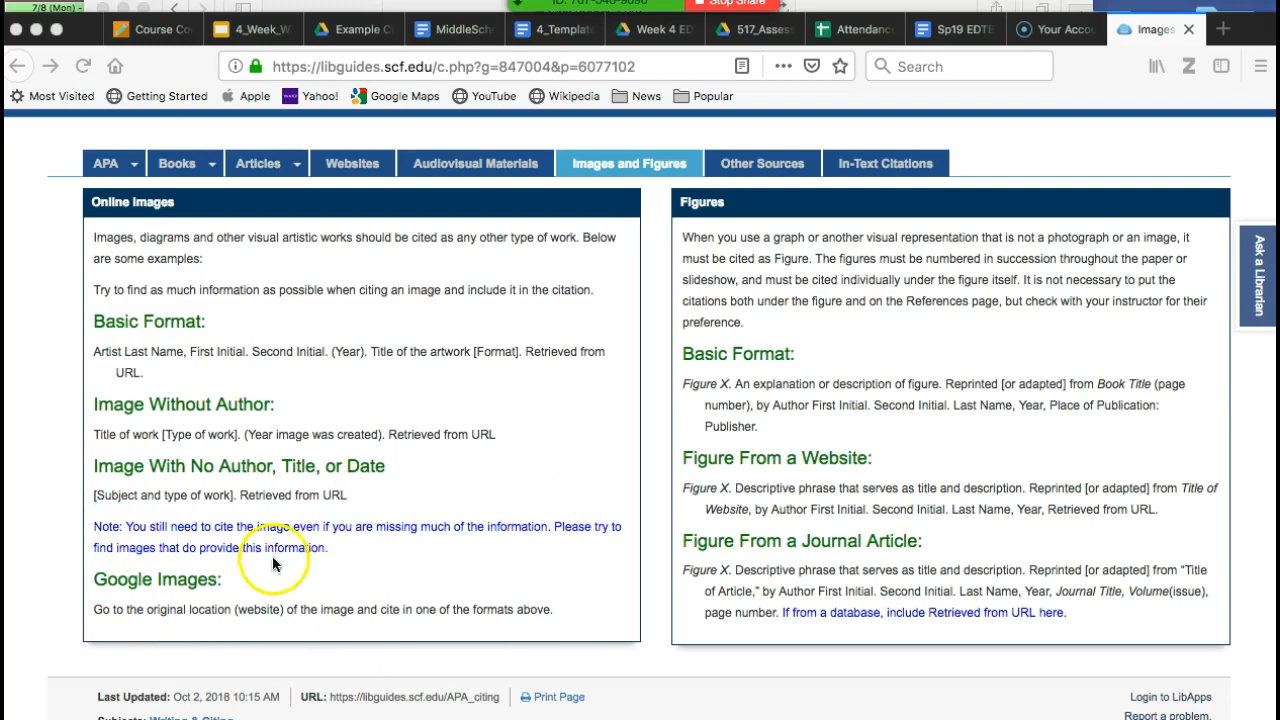 7/8 (Mon)
ID: 767-346-9096
Stop Share
Course Co
4_Week_W
Example C
MiddleSch
4_Template
Week 4 ED
517_Assess
Attendanc
Sp19 EDTE
Your Accou
Images
https://libguides.scf.edu/c.php?g=847004&p=6077102
Search
Most Visited Getting Started Apple Yahoo! Google Maps YouTube Wikipedia News Popular
APA Books Articles Websites Audiovisual Materials Images and Figures Other Sources In-Text Citations
Online Images
Images, diagrams and other visual artistic works should be cited as any other type of work. Below
are some examples:
Try to find as much information as possible when citing an image and include it in the citation.
Basic Format:
Artist Last Name, First Initial. Second Initial. (Year). Title of the artwork [Format]. Retrieved from
URL.
Image Without Author:
Title of work [Type of work]. (Year image was created). Retrieved from URL
Image With No Author, Title, or Date
[Subject and type of work]. Retrieved from URL
Note: You still need to cite the image even if you are missing much of the information. Please try to
find images that do provide this information.
Google Images:
Go to the original location (website) of the image and cite in one of the formats above.
Figures
When you use a graph or another visual representation that is not a photograph or an image, it
must be cited as Figure. The figures must be numbered in succession throughout the paper or
slideshow, and must be cited individually under the figure itself. It is not necessary to put the
citations both under the figure and on the References page, but check with your instructor for their
preference.
Basic Format:
Figure X. An explanation or description of figure. Reprinted [or adapted] from Book Title (page
number), by Author First Initial. Second Initial. Last Name, Year, Place of Publication:
Publisher.
Figure From a Website:
Figure X. Descriptive phrase that serves as title and description. Reprinted [or adapted] from Title of
Website, by Author First Initial. Second Initial. Last Name, Year, Retrieved from URL.
Figure From a Journal Article:
Figure X. Descriptive phrase that serves as title and description. Reprinted [or adapted] from "Title
of Article," by Author First Initial. Second Initial. Last Name, Year, Journal Title, Volume(issue),
page number. If from a database, include Retrieved from URL here.
Ask a Librarian
Last Updated: Oct 2, 2018 10:15 AM URL: https://libguides.scf.edu/APA_citing Print Page
Login to LibApps
Subjects: Writing & Citing
Report a problem.